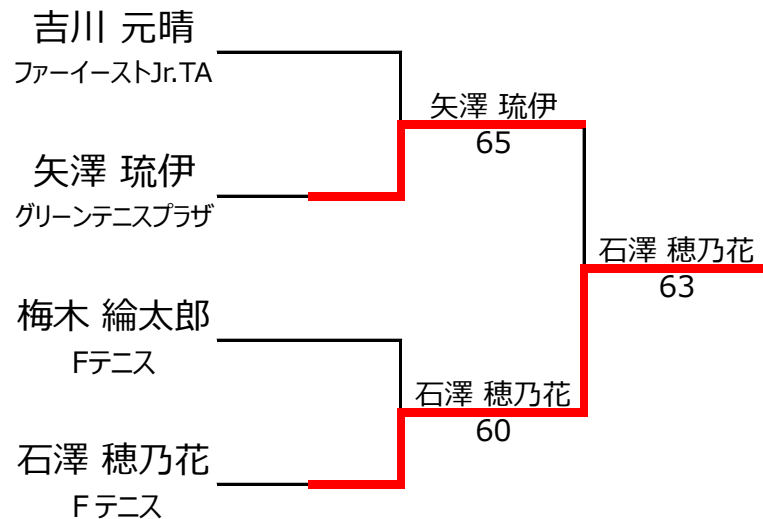 吉川 元晴
ファーイーストJr.TA
矢澤 琉伊
65
矢澤 琉伊
グリーンテニスプラザ
石澤 穂乃花
63
梅木 綸太郎
Fテニス
石澤 穂乃花
60
石澤 穂乃花
Ｆテニス